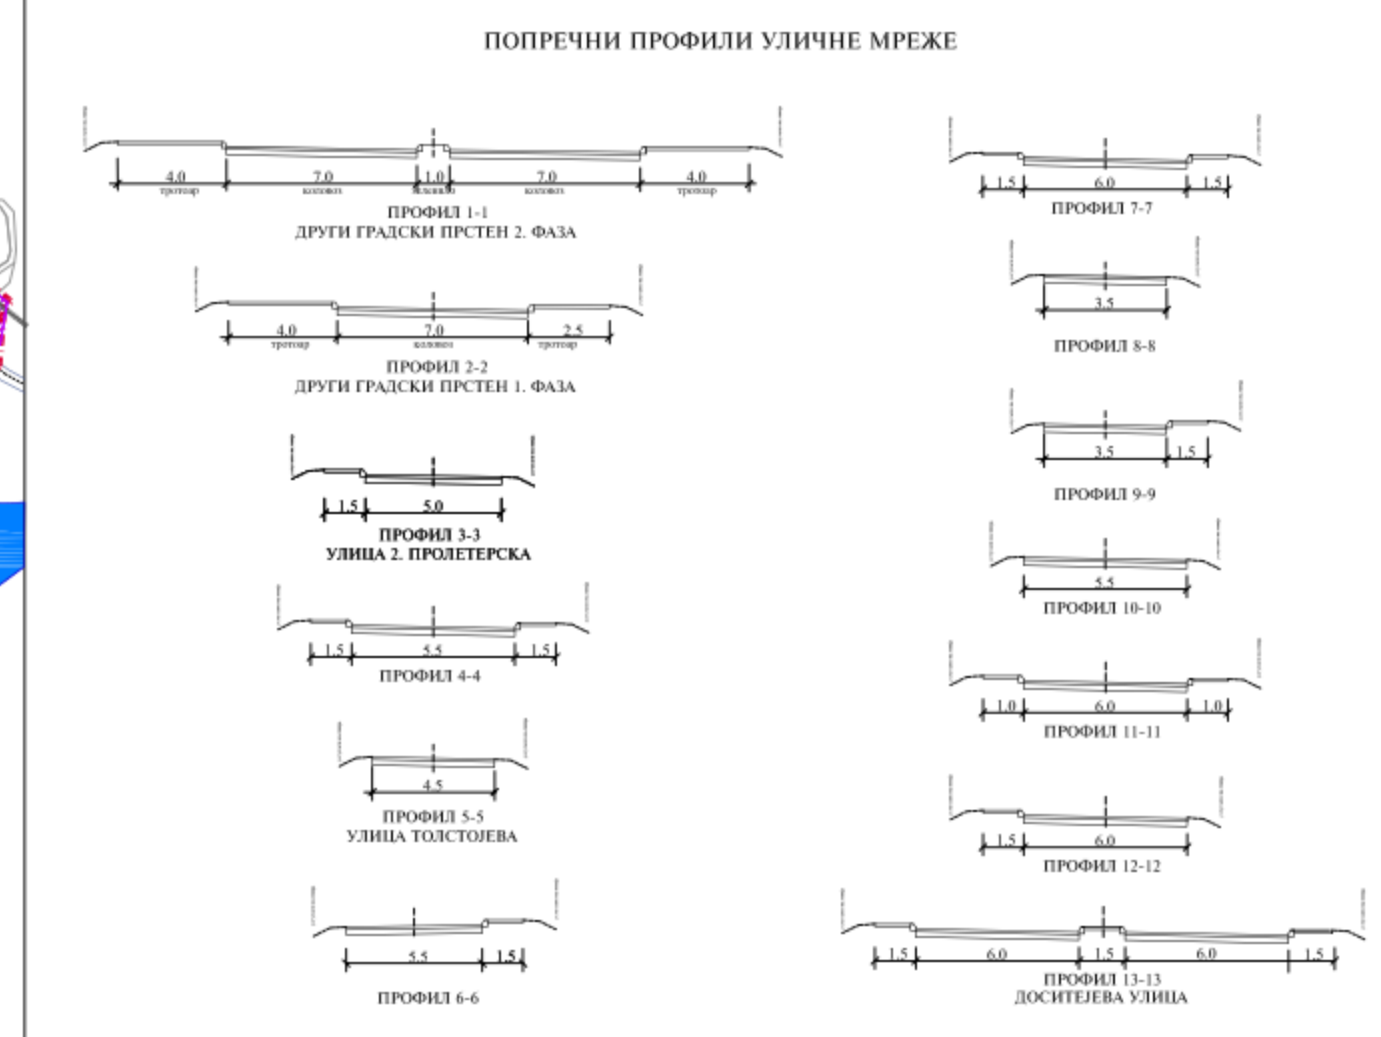 ПОПРЕЧНИ ПРОФИЛИ УЛИЧНЕ МРЕЖЕ
4.0 7.0 1.0 7.0 4.0
тротоар коловоз коловоз тротоар
ПРОФИЛ 1-1
ДРУГИ ГРАДСКИ ПРСТЕН 2. ФАЗА
4.0 7.0 2.5
тротоар коловоз тротоар
ПРОФИЛ 2-2
ДРУГИ ГРАДСКИ ПРСТЕН 1. ФАЗА
1.5 5.0
ПРОФИЛ 3-3
УЛИЦА 2. ПРОЛЕТЕРСКА
1.5 5.5 1.5
ПРОФИЛ 4-4
4.5
ПРОФИЛ 5-5
УЛИЦА ТОЛСТОЈЕВА
5.5 1.5
ПРОФИЛ 6-6
1.5 6.0 1.5
ПРОФИЛ 7-7
3.5
ПРОФИЛ 8-8
3.5 1.5
ПРОФИЛ 9-9
5.5
ПРОФИЛ 10-10
1.0 6.0 1.0
ПРОФИЛ 11-11
1.5 6.0
ПРОФИЛ 12-12
1.5 6.0 1.5 6.0 1.5
ПРОФИЛ 13-13
ДОСИТЕЈЕВА УЛИЦА